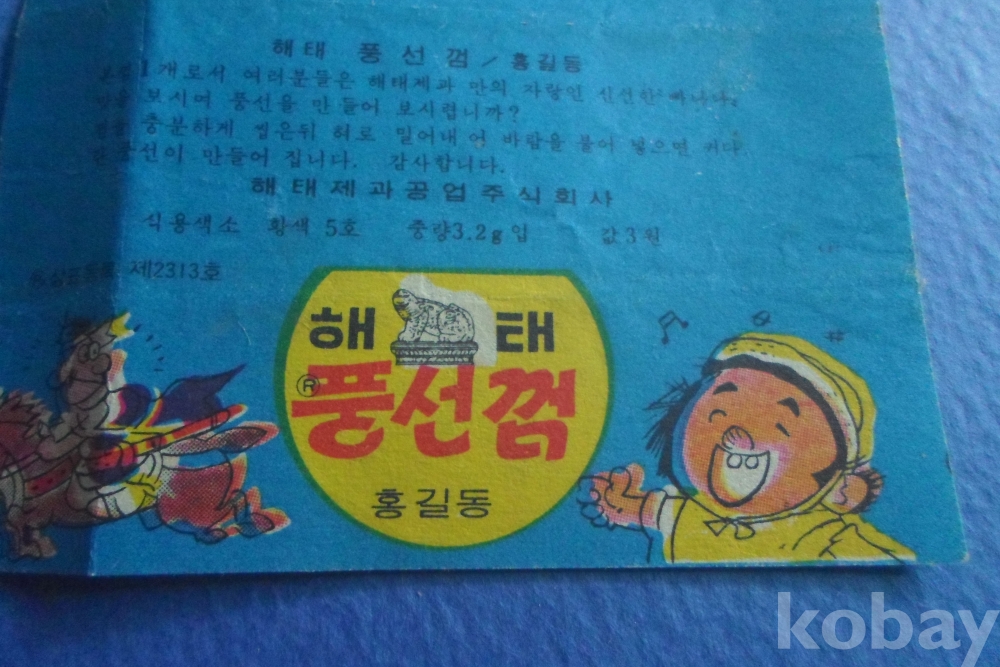 해태 풍선껌/홍길동
개로서 여러분들은 해태제과 만의 자랑인 신선한
보시며 풍선을 만들어 보시렵니까?
충분하게 씹은뒤 혀로 밀어내어 바람을 불어 넣으면 커다
풍선이 만들어 집니다. 감사합니다.
해태제과공업주식회사
식용색소 황색 5호 중량3.2g입 값3원
제2313호
해 태
®풍선껌
홍길동
kobay